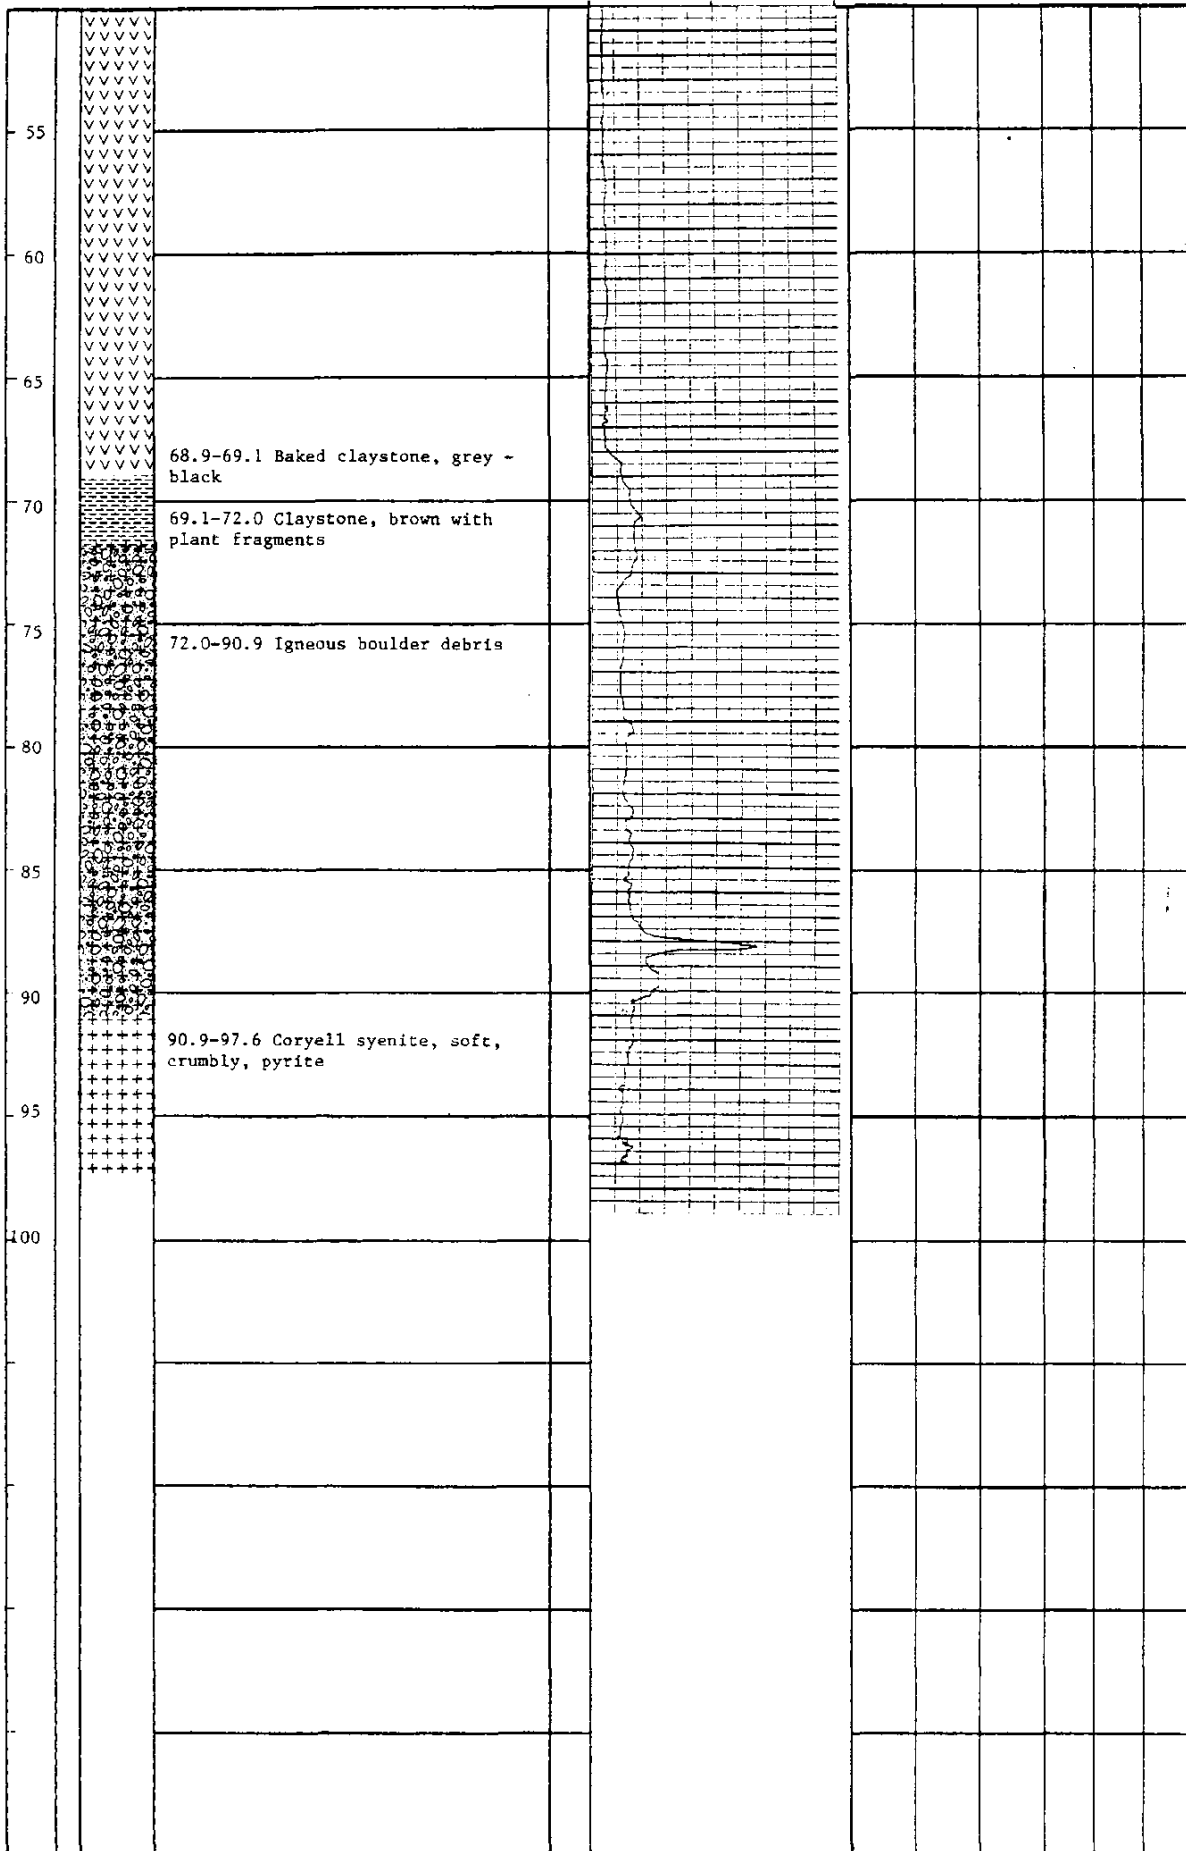 55
60
65
68.9-69.1 Baked claystone, grey -
black
70
69.1-72.0 Claystone, brown with
plant fragments
75
72.0-90.9 Igneous boulder debris
80
85
90
90.9-97.6 Coryell syenite, soft,
crumbly, pyrite
95
100